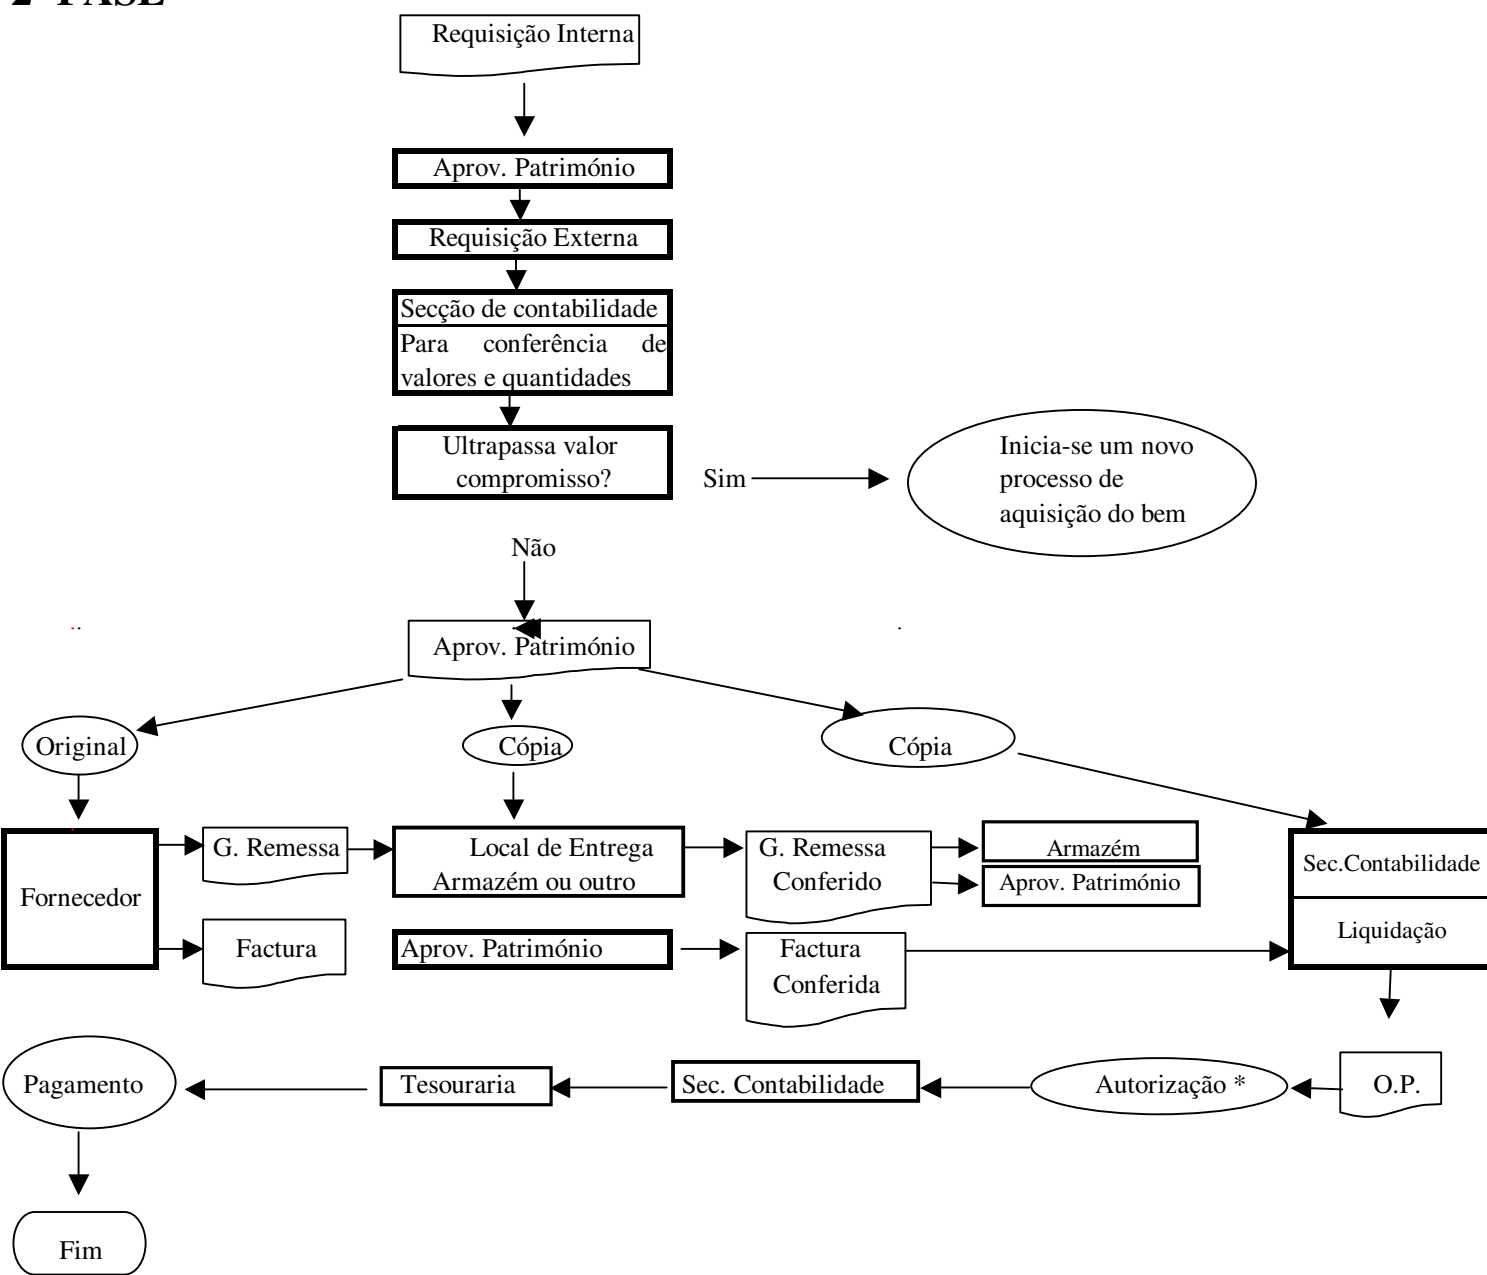 2ª FASE
Requisição Interna
Aprov. Património
Requisição Externa
Secção de contabilidade
Para conferência de
valores e quantidades
Ultrapassa valor
compromisso?
Sim
Inicia-se um novo
processo de
aquisição do bem
Não
Aprov. Património
Original
Cópia
Cópia
Fornecedor
G. Remessa
Local de Entrega
Armazém ou outro
G. Remessa
Conferido
Armazém
Aprov. Património
Sec.Contabilidade
Liquidação
Factura
Aprov. Património
Factura
Conferida
Pagamento
Tesouraria
Sec. Contabilidade
Autorização *
O.P.
Fim